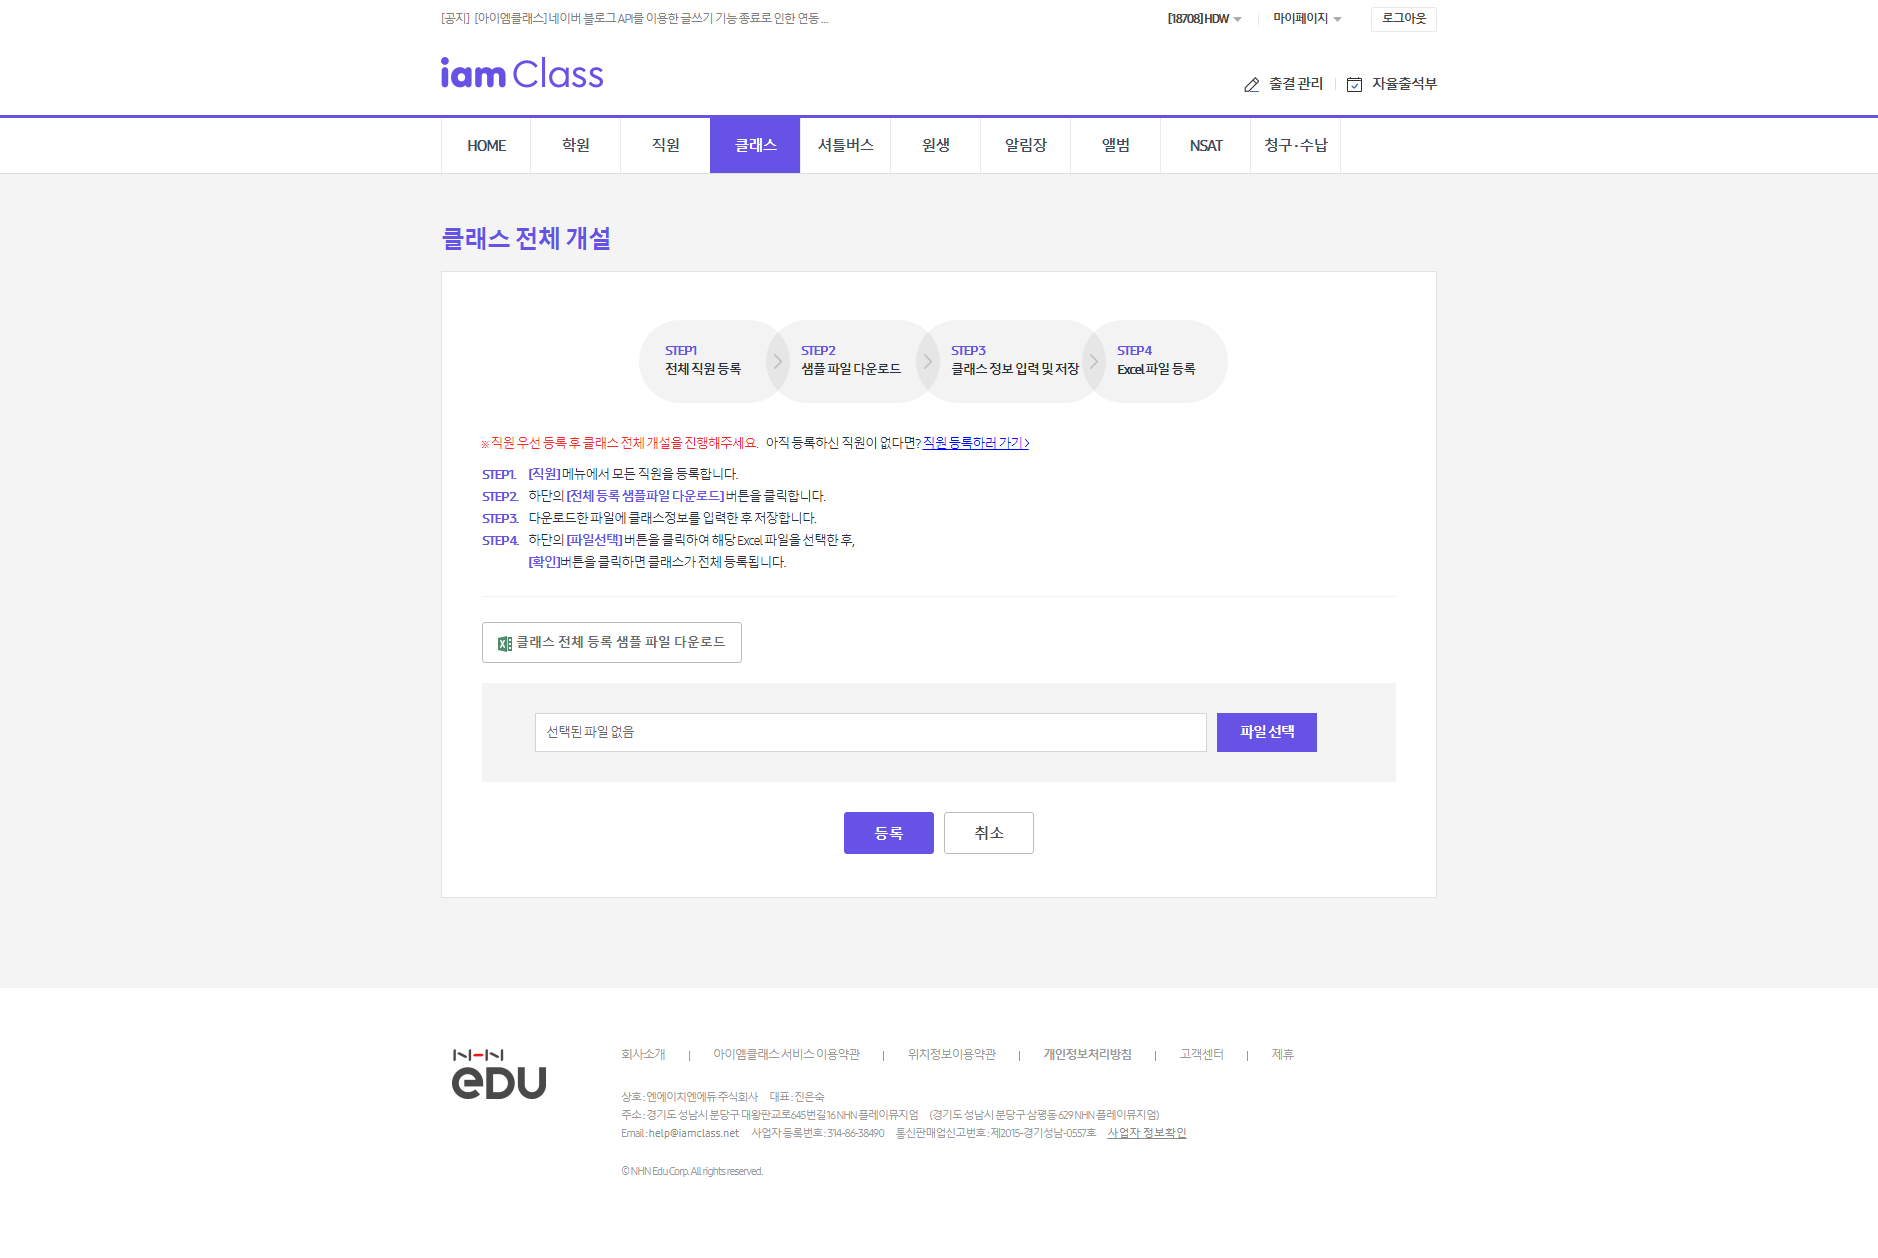 [공지] [아이엠클래스] 네이버 블로그 API를 이용한 글쓰기 기능 종료로 인한 연동 ...
[18708] HDW
마이페이지
로그아웃
iam Class
출결 관리
자율출석부
HOME
학원
직원
클래스
셔틀버스
원생
알림장
앨범
NSAT
청구·수납
클래스 전체 개설
STEP1
전체 직원 등록
STEP2
샘플 파일 다운로드
STEP3
클래스 정보 입력 및 저장
STEP4
Excel 파일 등록
※ 직원 우선 등록 후 클래스 전체 개설을 진행해주세요. 아직 등록하신 직원이 없다면? 직원 등록하러 가기 >
STEP1. [직원] 메뉴에서 모든 직원을 등록합니다.
STEP2. 하단의 [전체 등록 샘플파일 다운로드] 버튼을 클릭합니다.
STEP3. 다운로드한 파일에 클래스정보를 입력한 후 저장합니다.
STEP4. 하단의 [파일선택] 버튼을 클릭하여 해당 Excel 파일을 선택한 후,
[확인]버튼을 클릭하면 클래스가 전체 등록됩니다.
클래스 전체 등록 샘플 파일 다운로드
선택된 파일 없음
파일 선택
등록
취소
NHN
eDU
회사소개 | 아이엠클래스 서비스 이용약관 | 위치정보이용약관 | 개인정보처리방침 | 고객센터 | 제휴
상호 : 엔에이치엔에듀 주식회사 대표 : 진은숙
주소 : 경기도 성남시 분당구 대왕판교로645번길 16 NHN 플레이뮤지엄 (경기도 성남시 분당구 삼평동 629 NHN 플레이뮤지엄)
Email : help@iamclass.net 사업자 등록번호 : 314-86-38490 통신판매업신고번호 : 제2015-경기성남-0557호 사업자 정보확인
© NHN Edu Corp. All rights reserved.